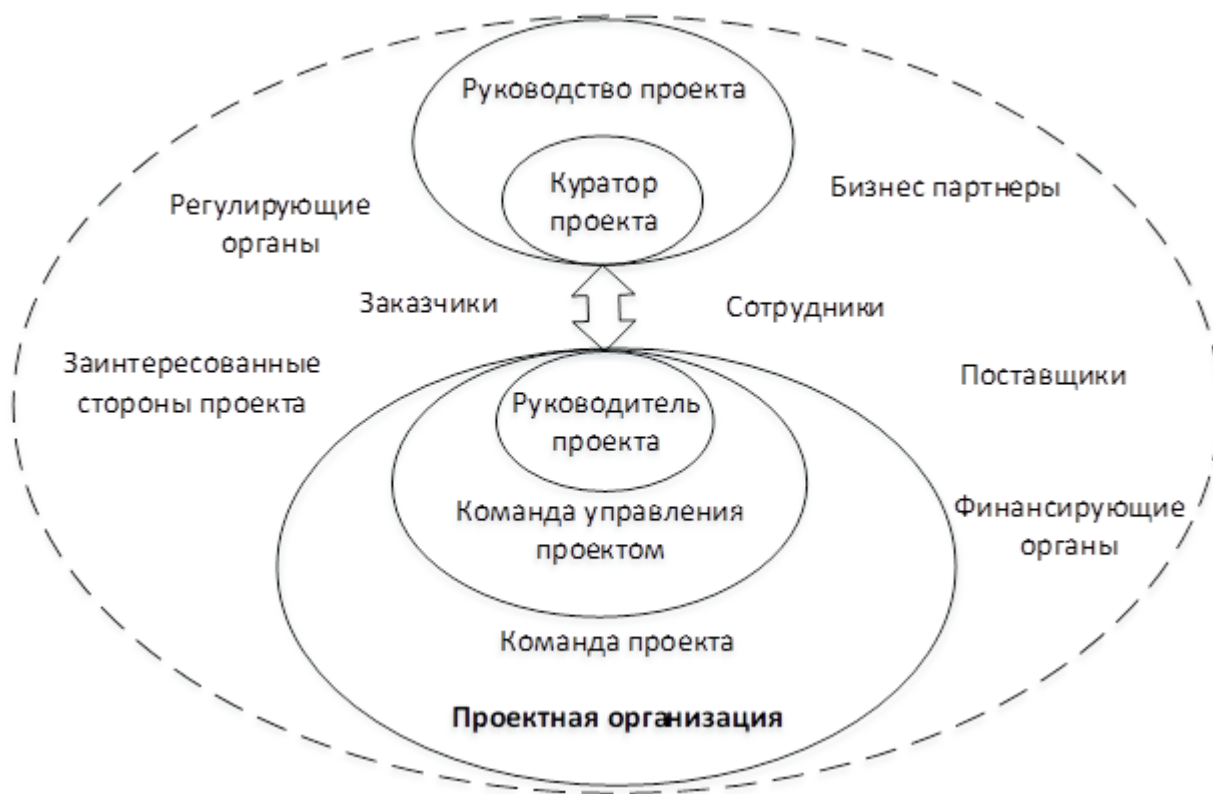 Руководство проекта
Куратор
проекта
Регулирующие
органы
Бизнес партнеры
Заказчики
Сотрудники
Заинтересованные
стороны проекта
Поставщики
Руководитель
проекта
Команда управления
проектом
Финансирующие
органы
Команда проекта
Проектная организация